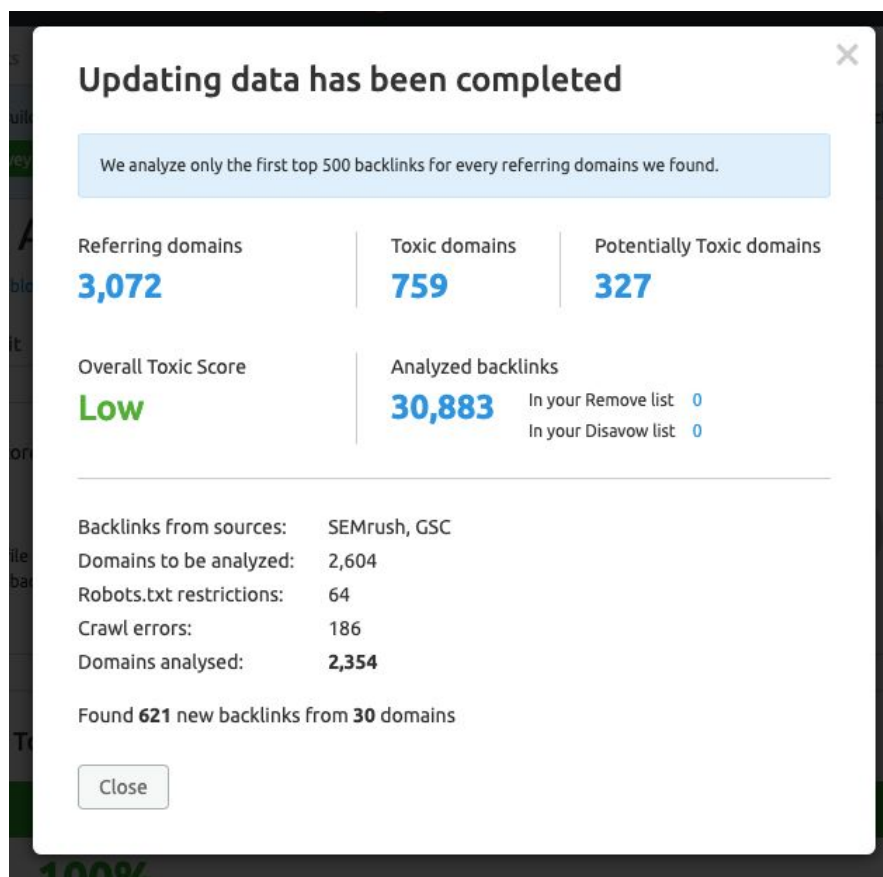 Updating data has been completed
We analyze only the first top 500 backlinks for every referring domains we found.
Referring domains
3,072
Toxic domains
759
Potentially Toxic domains
327
Overall Toxic Score
Low
Analyzed backlinks
30,883
In your Remove list 0
In your Disavow list 0
Backlinks from sources: SEMrush, GSC
Domains to be analyzed: 2,604
Robots.txt restrictions: 64
Crawl errors: 186
Domains analysed: 2,354
Found 621 new backlinks from 30 domains
Close
100%